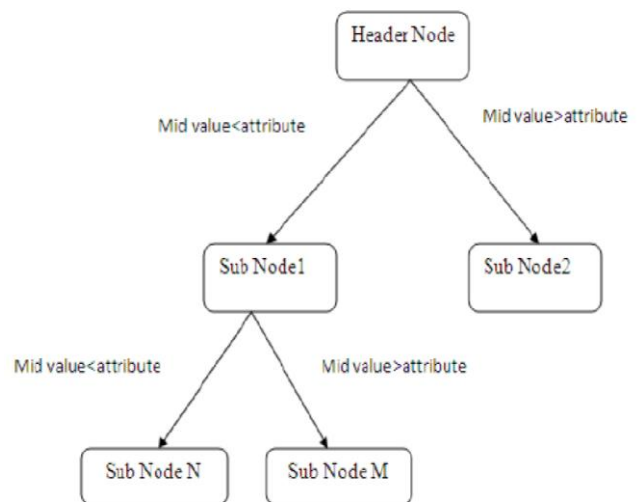 Header Node
Mid value<attribute
Mid value>attribute
Sub Node1
Sub Node2
Mid value<attribute
Mid value>attribute
Sub Node N
Sub Node M